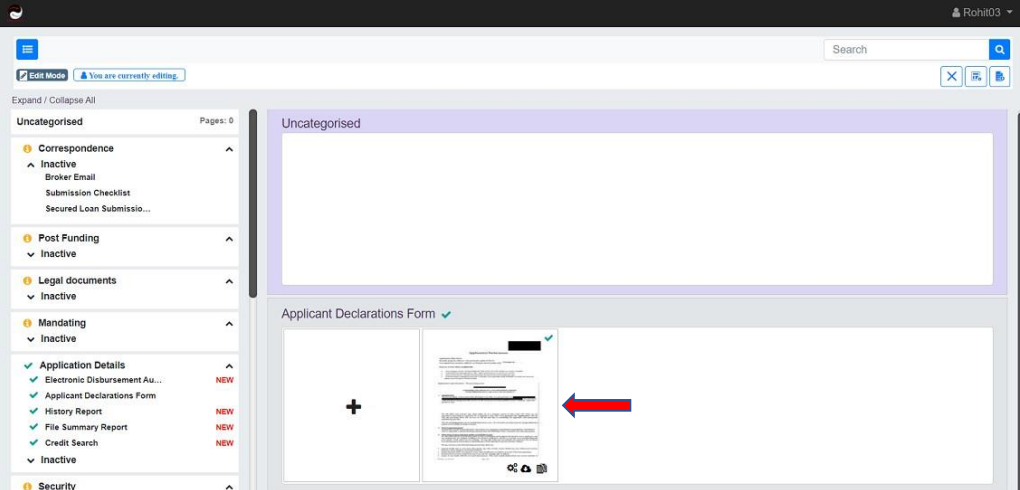 Rohit03
Search
Edit Mode
You are currently editing.
Expand / Collapse All
Uncategorised Pages: 0
Correspondence
Inactive
Broker Email
Submission Checklist
Secured Loan Submissio...
Post Funding
Inactive
Legal documents
Inactive
Mandating
Inactive
Application Details
Electronic Disbursement Au... NEW
Applicant Declarations Form
History Report NEW
File Summary Report NEW
Credit Search NEW
Inactive
Security
Uncategorised
Applicant Declarations Form